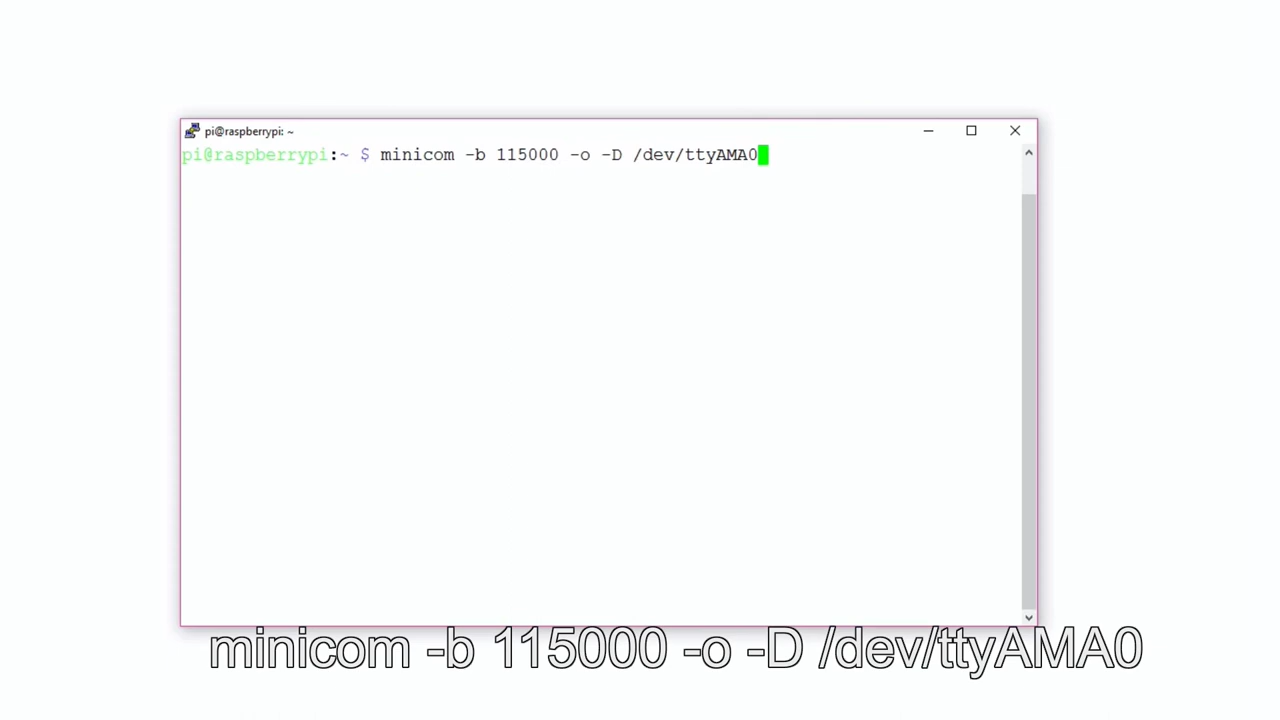 pi@raspberrypi: ~
pi@raspberrypi:~ $ minicom -b 115000 -o -D /dev/ttyAMA0
minicom -b 115000 -o -D /dev/ttyAMA0